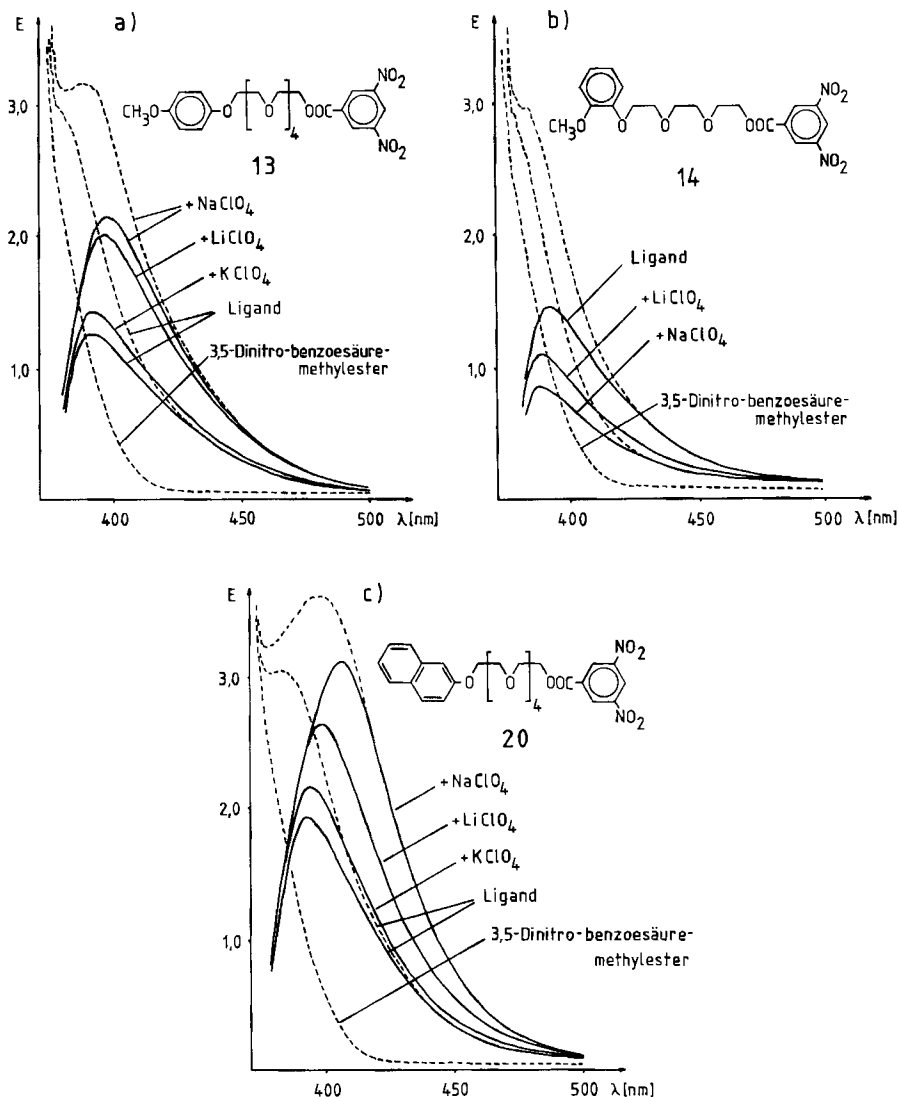 E
a)
3,0
2,0
1,0
CH₃O
O
O
4
OOC
NO₂
NO₂
13
+NaClO₄
+LiClO₄
+KClO₄
Ligand
3,5-Dinitro-benzoesäure-
methylester
400
450
500
λ[nm]
E
b)
3,0
2,0
1,0
CH₃O
O
O
O
OOC
NO₂
NO₂
14
Ligand
+LiClO₄
+NaClO₄
3,5-Dinitro-benzoesäure-
methylester
400
450
500
λ[nm]
E
c)
3,0
2,0
1,0
O
O
4
OOC
NO₂
NO₂
20
+NaClO₄
+LiClO₄
+KClO₄
Ligand
3,5-Dinitro-benzoesäure-
methylester
400
450
500
λ[nm]